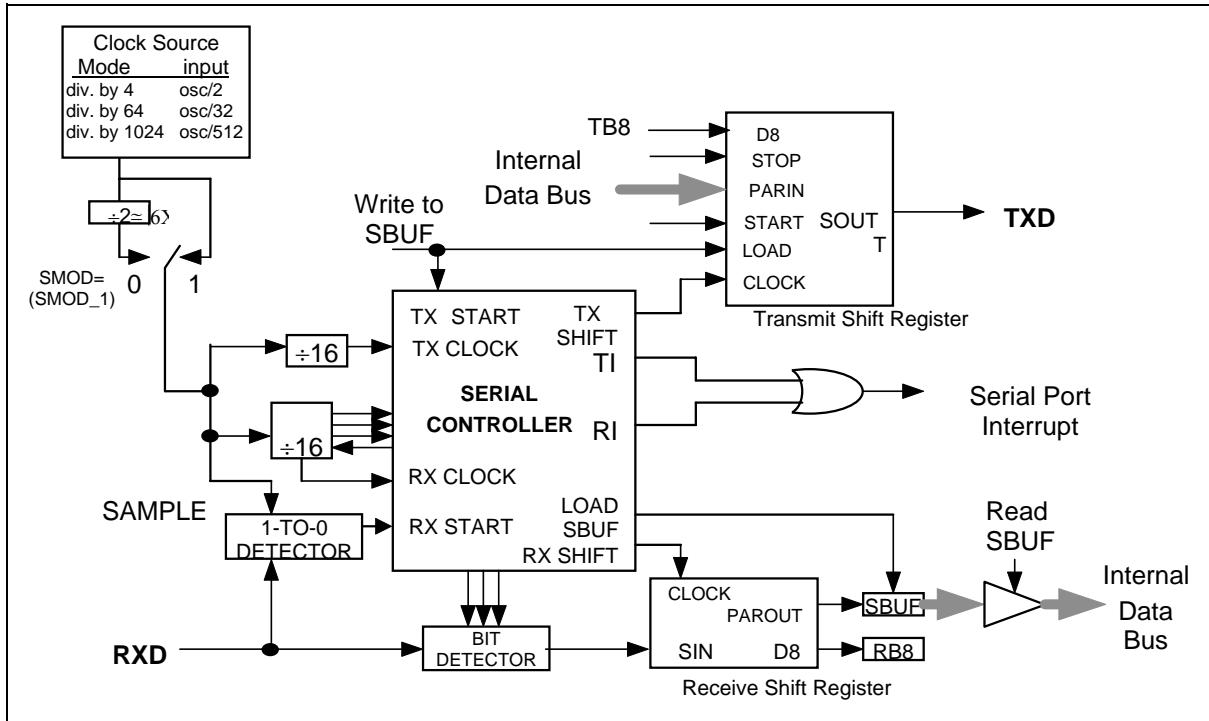 Clock Source
Mode input
div. by 4 osc/2
div. by 64 osc/32
div. by 1024 osc/512
÷2
SMOD=
(SMOD_1)
0 1
TB8
Internal
Data Bus
Write to
SBUF
D8
STOP
PARIN
START
SOUT
T
LOAD
CLOCK
TXD
Transmit Shift Register
÷16
÷16
TX START
TX CLOCK
TX
SHIFT
TI
SERIAL
CONTROLLER
RI
RX CLOCK
LOAD
SBUF
RX START
RX SHIFT
Serial Port
Interrupt
SAMPLE
1-TO-0
DETECTOR
RXD
BIT
DETECTOR
CLOCK
PAROUT
SIN D8
Receive Shift Register
SBUF
RB8
Read
SBUF
Internal
Data
Bus